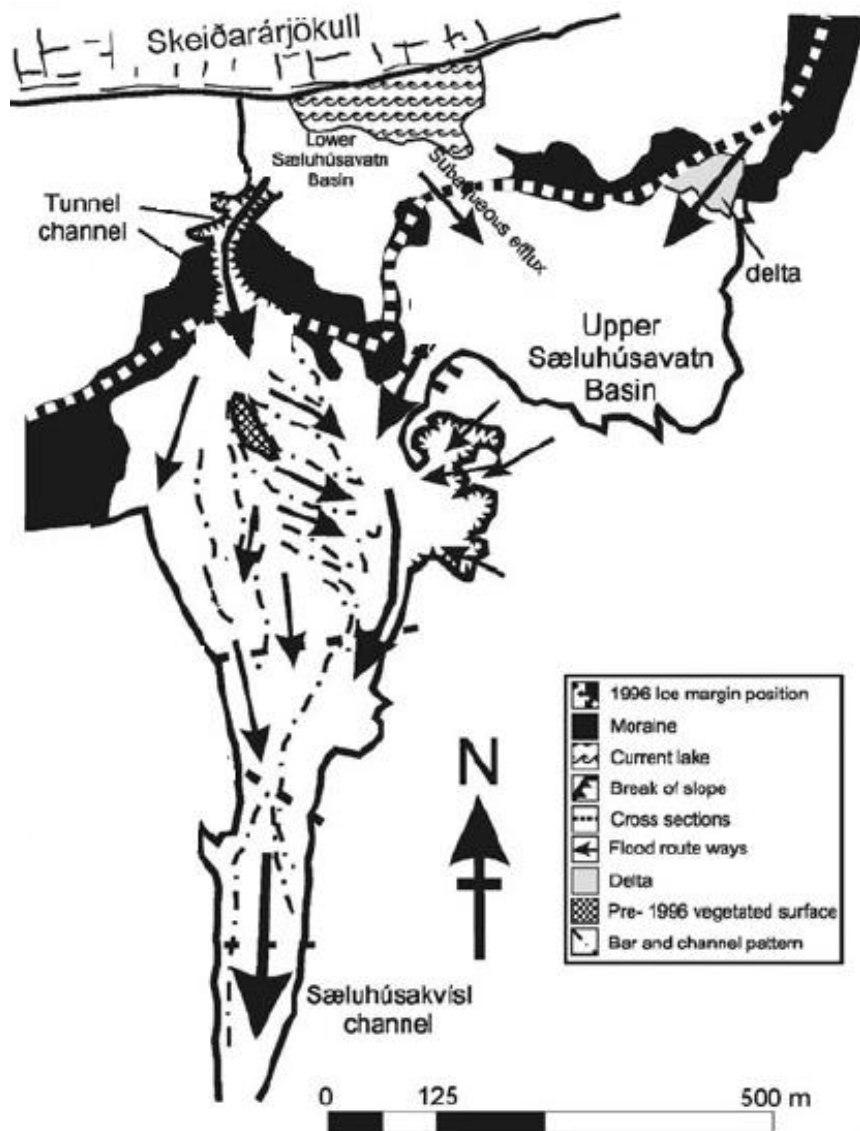 Skeiðarárjökull
Lower
Sæluhúsavatn
Basin
Subaqueous efflux
Tunnel
channel
delta
Upper
Sæluhúsavatn
Basin
1996 Ice margin position
Moraine
Current lake
Break of slope
Cross sections
Flood route ways
Delta
Pre- 1996 vegetated surface
Bar and channel pattern
N
Sæluhúsakvísl
channel
0 125 500 m